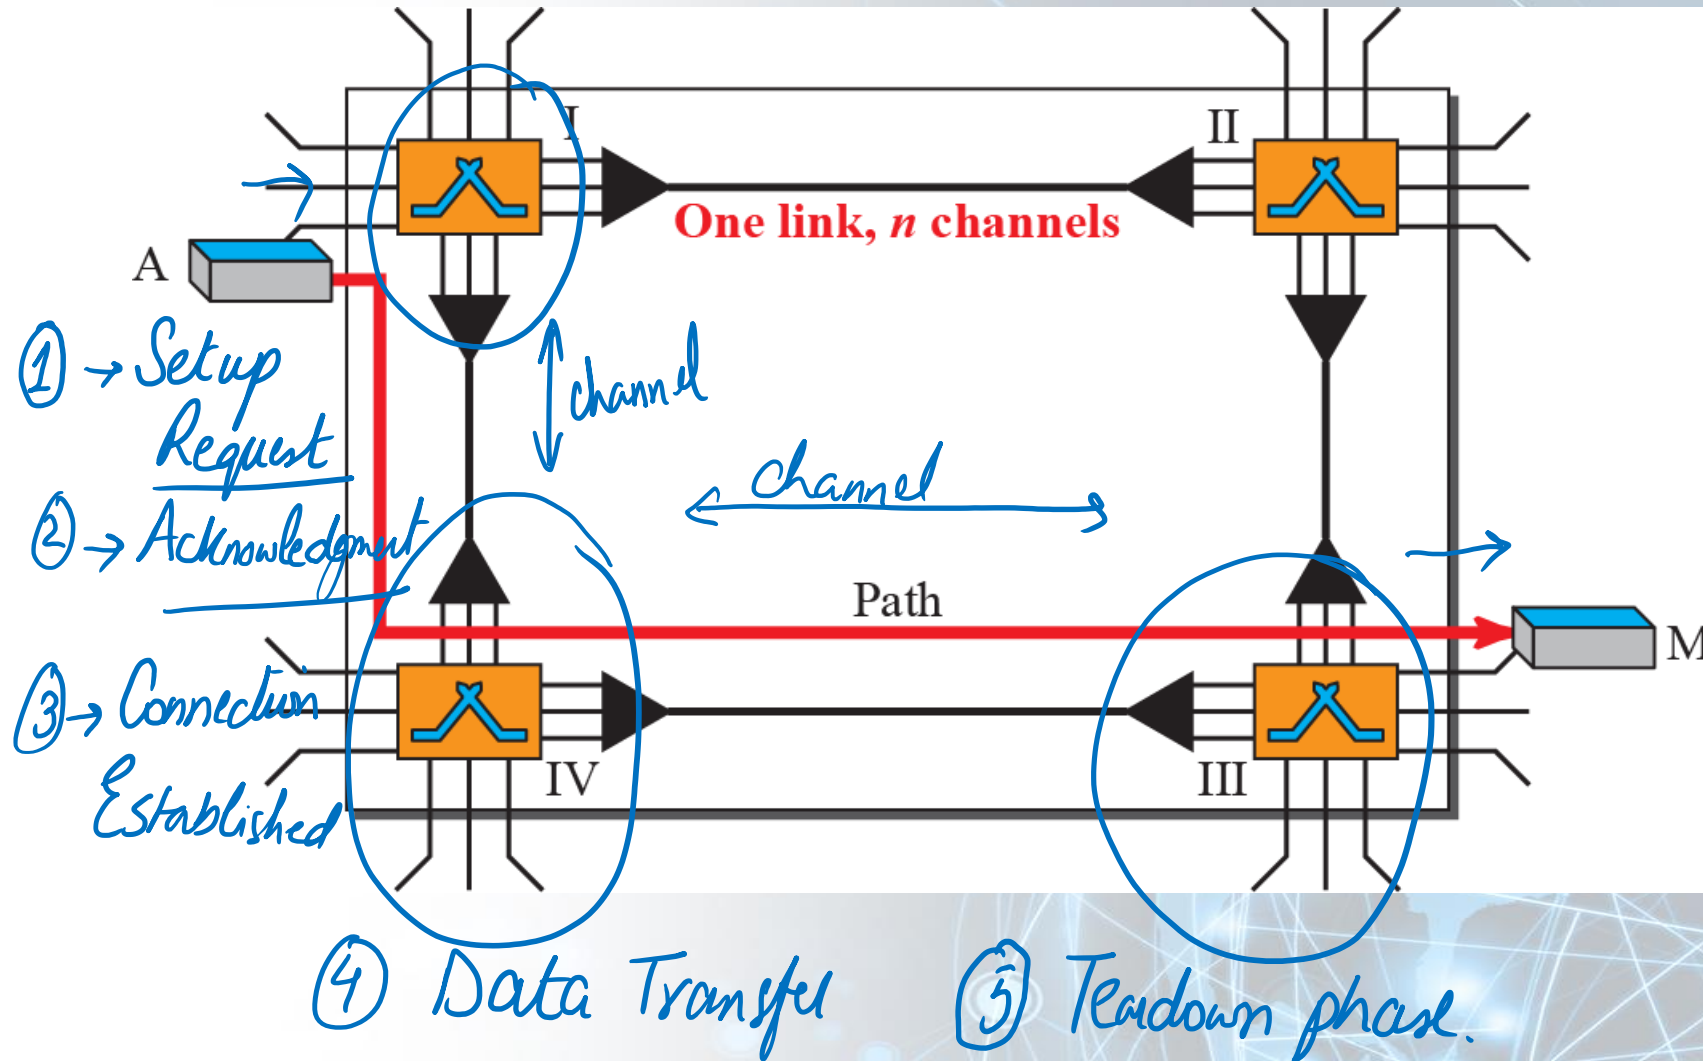 I
II
One link, n channels
A
① → Setup
Request
channel
channel
② → Acknowledgment
Path
M
③ → Connection
Established
IV
III
④ Data Transfer
⑤ Teardown phase.